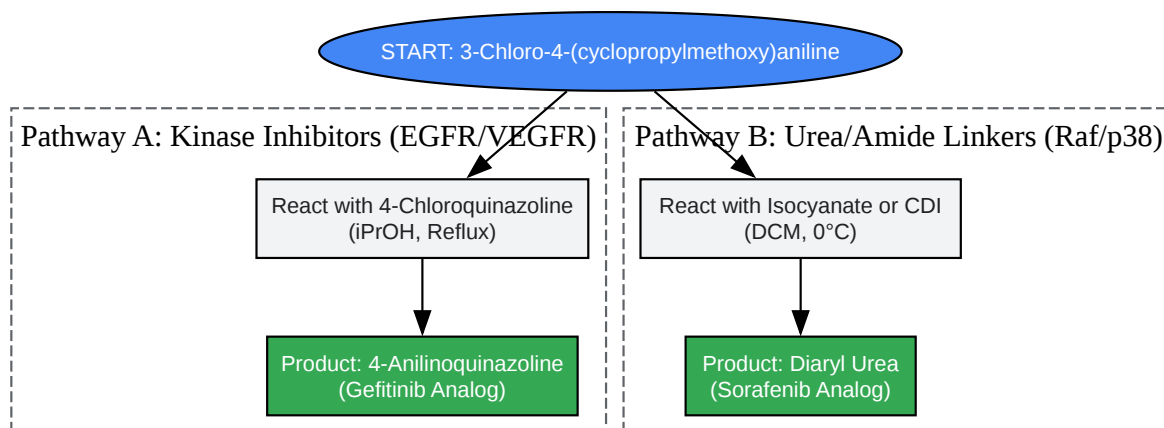 START: 3-Chloro-4-(cyclopropylmethoxy)aniline
Pathway A: Kinase Inhibitors (EGFR/VEGFR)
React with 4-Chloroquinazoline
(iPrOH, Reflux)
Product: 4-Anilinoquinazoline
(Gefitinib Analog)
Pathway B: Urea/Amide Linkers (Raf/p38)
React with Isocyanate or CDI
(DCM, 0°C)
Product: Diaryl Urea
(Sorafenib Analog)